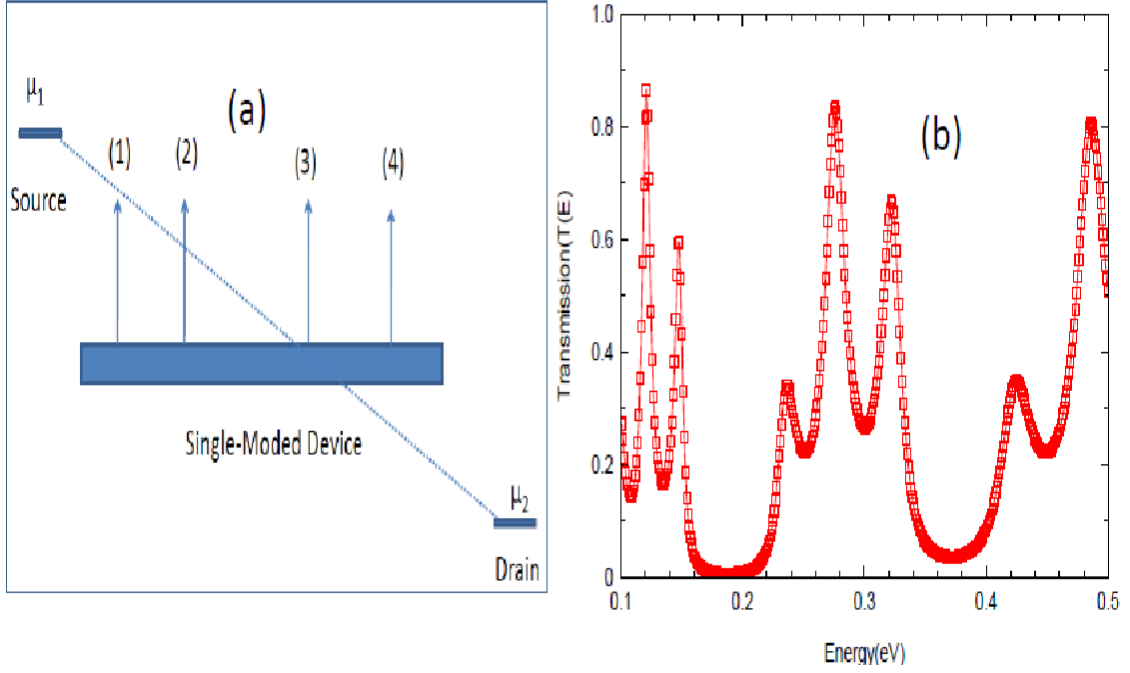 μ1
(a)
(1)
(2)
(3)
(4)
Source
Single-Moded Device
μ2
Drain
(b)
Transmission(T(E)
1.0
0.8
0.6
0.4
0.2
0
0.1
0.2
0.3
0.4
0.5
Energy(eV)